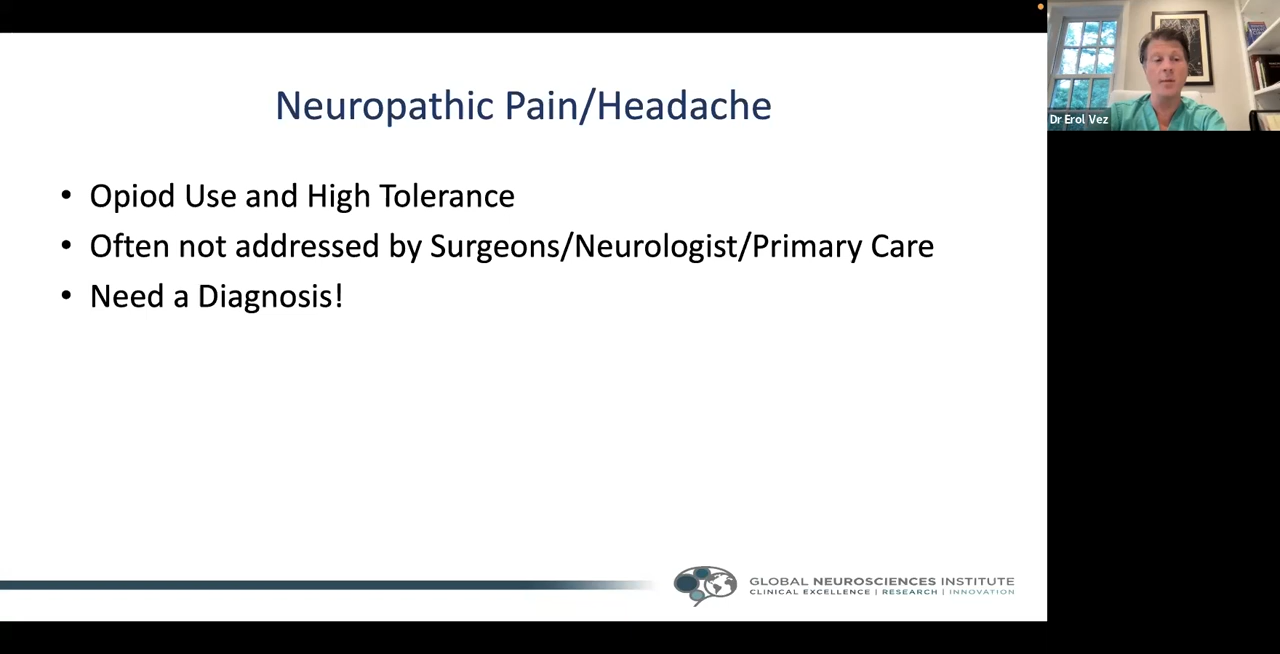 Neuropathic Pain/Headache
• Opiod Use and High Tolerance
• Often not addressed by Surgeons/Neurologist/Primary Care
• Need a Diagnosis!
GLOBAL NEUROSCIENCES INSTITUTE
CLINICAL EXCELLENCE | RESEARCH | INNOVATION
Dr Erol Vez